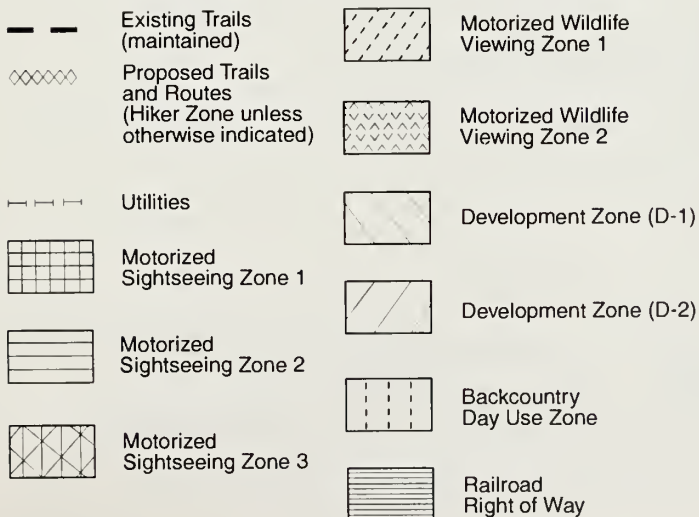 Existing Trails
(maintained)
Proposed Trails
and Routes
(Hiker Zone unless
otherwise indicated)
Utilities
Motorized
Sightseeing Zone 1
Motorized
Sightseeing Zone 2
Motorized
Sightseeing Zone 3
Motorized Wildlife
Viewing Zone 1
Motorized Wildlife
Viewing Zone 2
Development Zone (D-1)
Development Zone (D-2)
Backcountry
Day Use Zone
Railroad
Right of Way